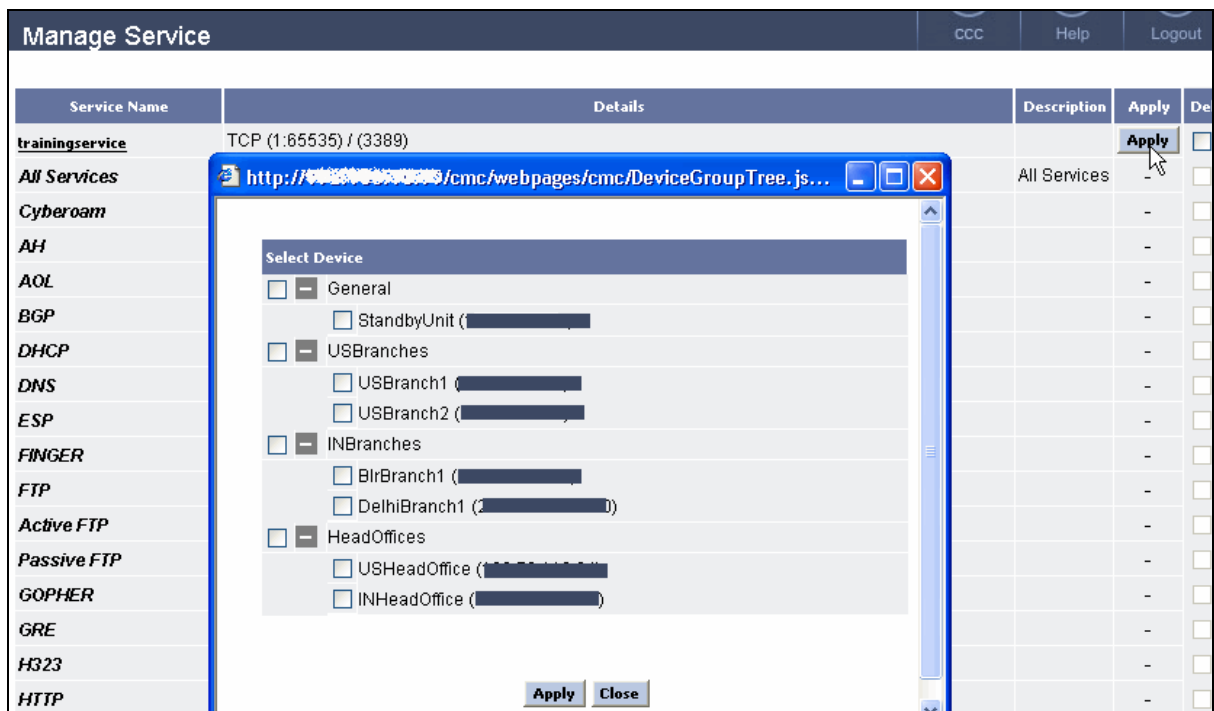 Manage Service
CCC Help Logout
Service Name Details Description Apply
trainingservice TCP (1:65535) / (3389) Apply
All Services All Services -
Cyberoam -
AH -
AOL -
BGP -
DHCP -
DNS -
ESP -
FINGER -
FTP -
Active FTP -
Passive FTP -
GOPHER -
GRE -
H323 -
HTTP -
http:// /cmc/webpages/cmc/DeviceGroupTree.js...
Select Device
General
StandbyUnit (
USBranches
USBranch1 (
USBranch2 (
INBranches
BlrBranch1 (
DelhiBranch1 ( )
HeadOffices
USHeadOffice (
INHeadOffice ( )
Apply Close